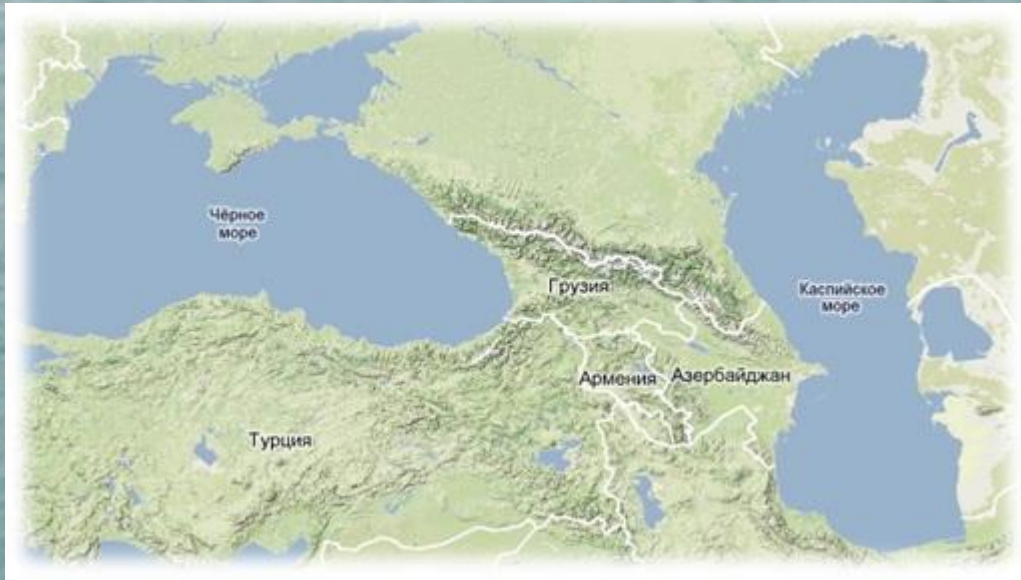 Чёрное
море
Грузия
Каспийское
море
Армения
Азербайджан
Турция